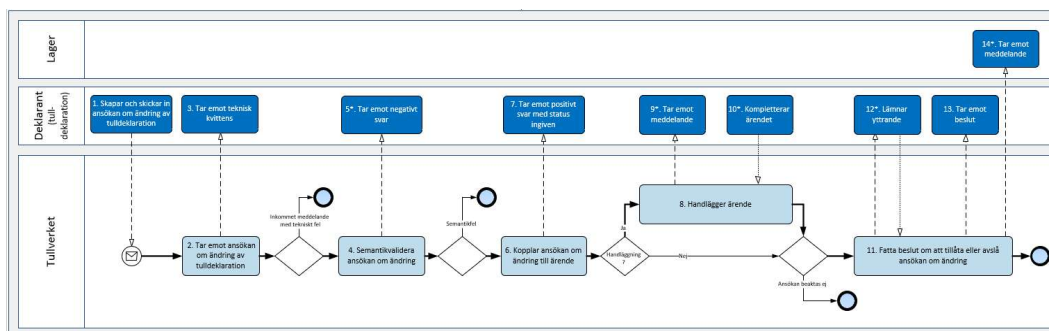 Lager
14*. Tar emot
meddelande
Deklarant
(tull-
deklaration)
1. Skapar och skickar in
ansökan om ändring av
tulldeklaration
3. Tar emot teknisk
kvittens
5*. Tar emot negativt
svar
7. Tar emot positivt
svar med status
ingiven
9*. Tar emot
meddelande
10*. Kompletterar
ärendet
12*. Lämnar
yttrande
13. Tar emot
beslut
Tullverket
2. Tar emot ansökan
om ändring av
tulldeklaration
Inkommet meddelande
med tekniskt fel
4. Semantikvalidera
ansökan om ändring
Semantikfel
6. Kopplar ansökan om
ändring till ärende
Handläggning
?
Ja
Nej
8. Handlägger ärende
Ansökan beaktas ej
11. Fatta beslut om att tillåta eller avslå
ansökan om ändring